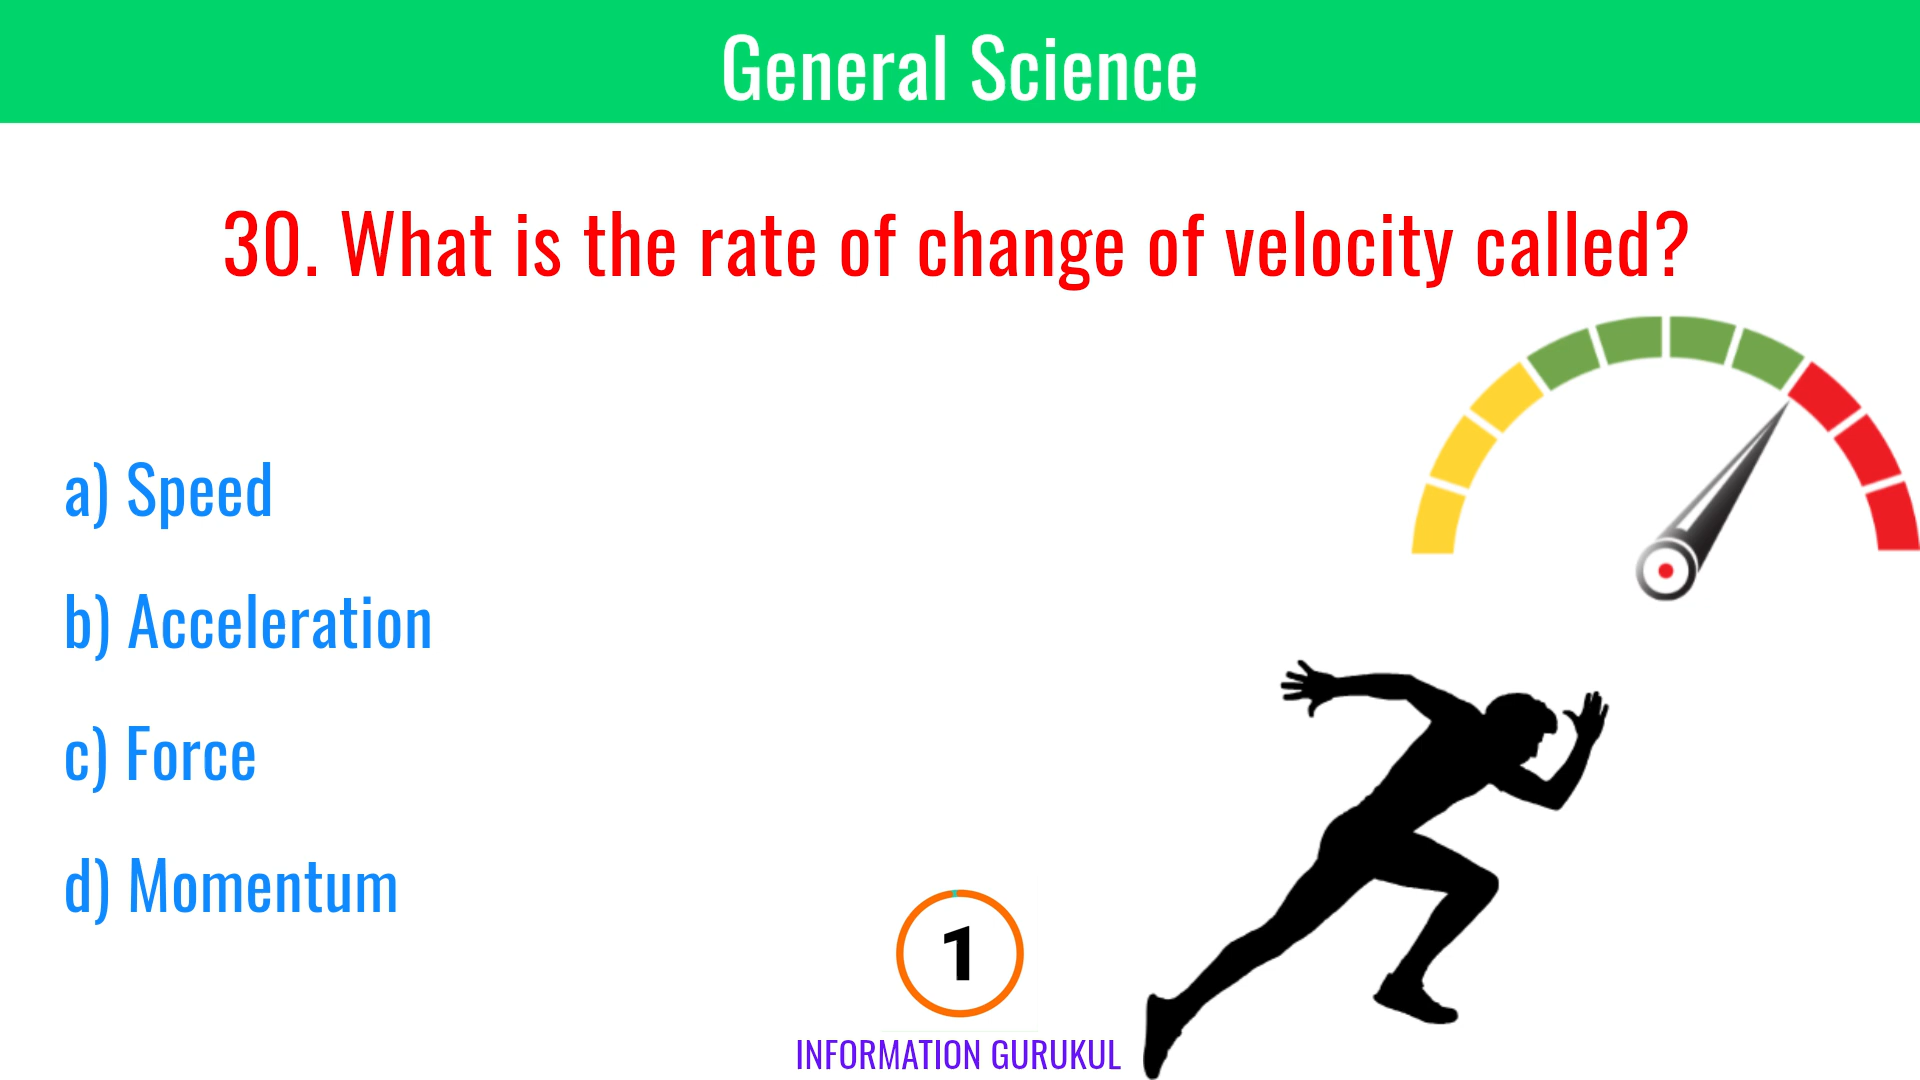 General Science
30. What is the rate of change of velocity called?
a) Speed
b) Acceleration
c) Force
d) Momentum
1
INFORMATION GURUKUL